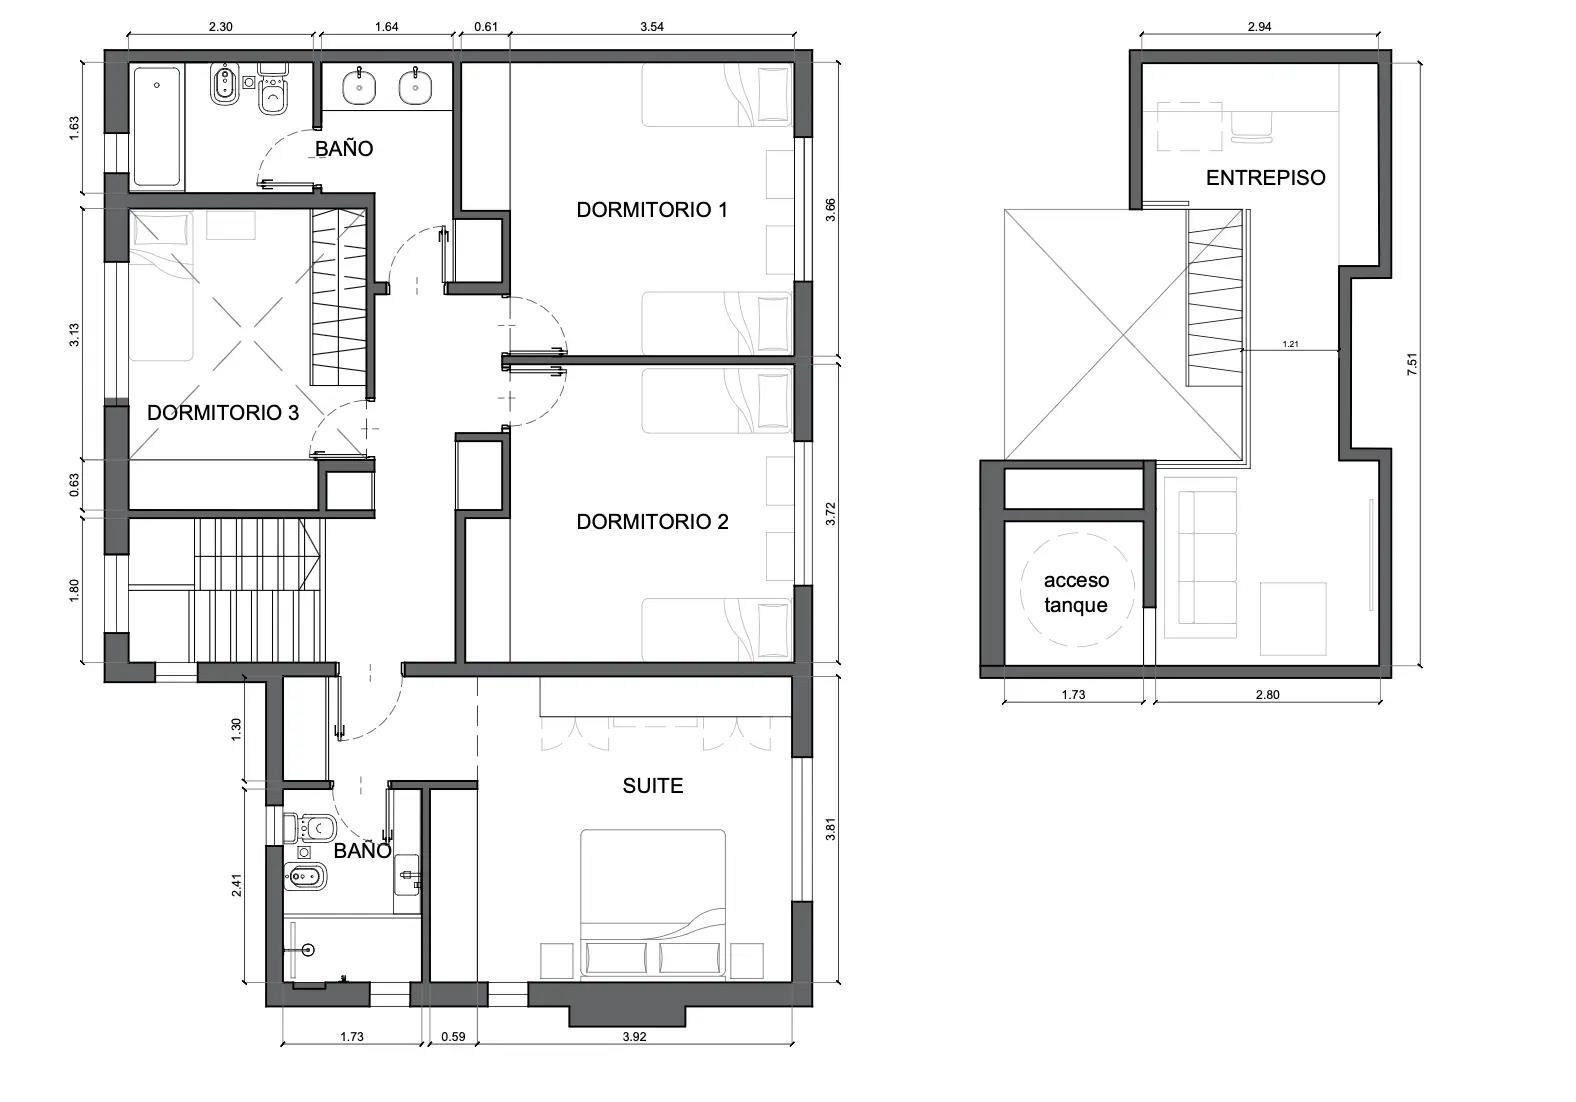 2.30
1.64
0.61
3.54
2.94
1.63
BAÑO
DORMITORIO 1
3.66
ENTREPISO
3.13
1.21
7.51
DORMITORIO 3
0.63
DORMITORIO 2
3.72
1.80
acceso
tanque
1.73
2.80
1.30
SUITE
3.81
BAÑO
2.41
1.73
0.59
3.92